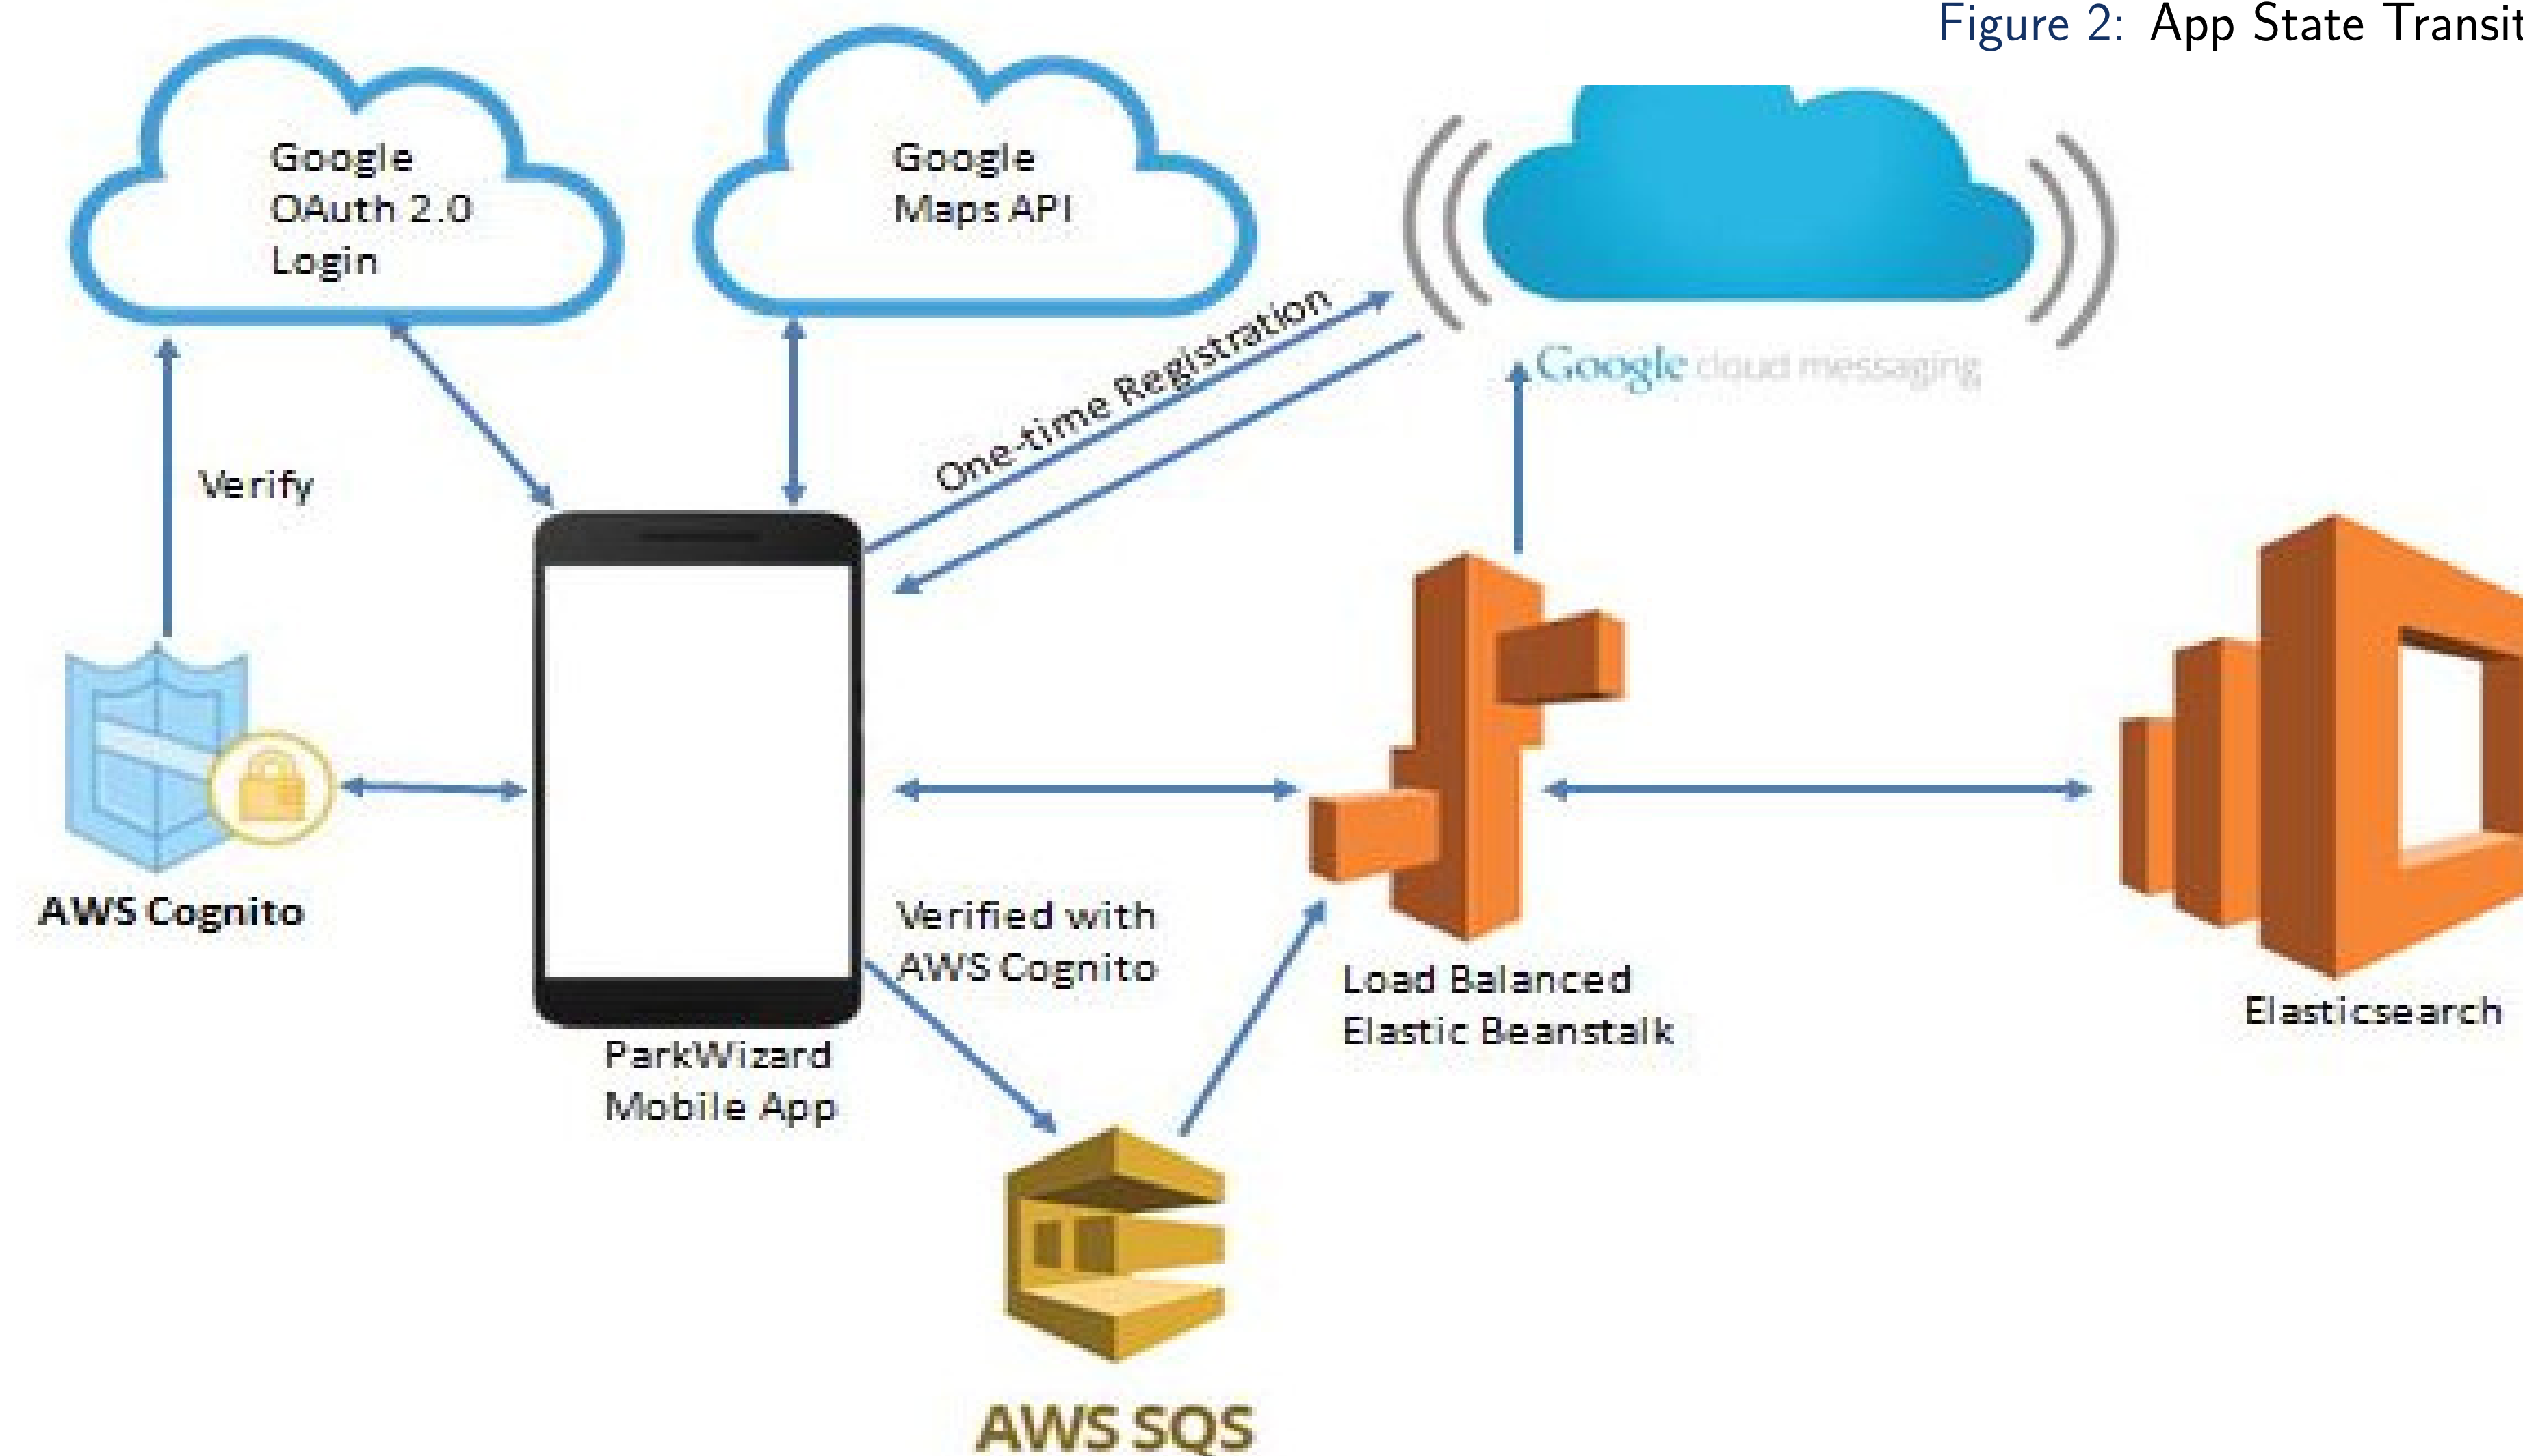 Figure 2: App State Transit
Google
OAuth 2.0
Login
Google
Maps API
One-time Registration
Google cloud messaging
Verify
AWS Cognito
Verified with
AWS Cognito
Load Balanced
Elastic Beanstalk
Elasticsearch
ParkWizard
Mobile App
AWS SQS